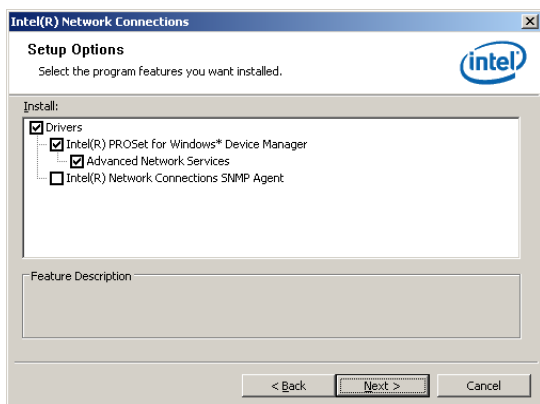 Intel(R) Network Connections
Setup Options
Select the program features you want installed.
intel
Install:
Drivers
Intel(R) PROSet for Windows* Device Manager
Advanced Network Services
Intel(R) Network Connections SNMP Agent
Feature Description
< Back
Next >
Cancel